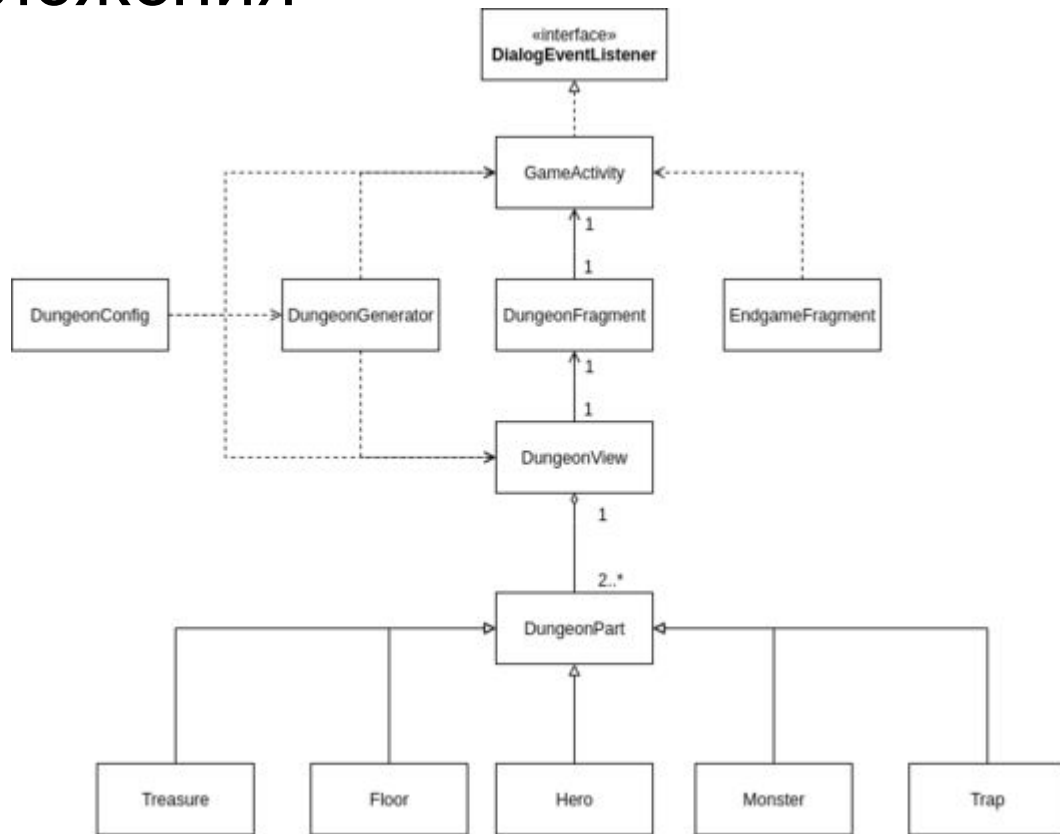 «interface»
DialogEventListener
GameActivity
1
1
DungeonConfig
DungeonGenerator
DungeonFragment
EndgameFragment
1
1
DungeonView
1
2..*
DungeonPart
Treasure
Floor
Hero
Monster
Trap